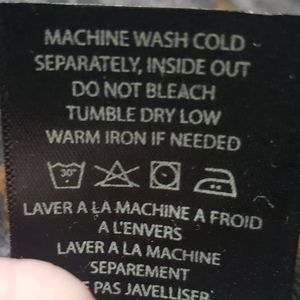 MACHINE WASH COLD
SEPARATELY, INSIDE OUT
DO NOT BLEACH
TUMBLE DRY LOW
WARM IRON IF NEEDED
30°
LAVER A LA MACHINE A FROID
A L'ENVERS
LAVER A LA MACHINE
SEPAREMENT
PAS JAVELLISER